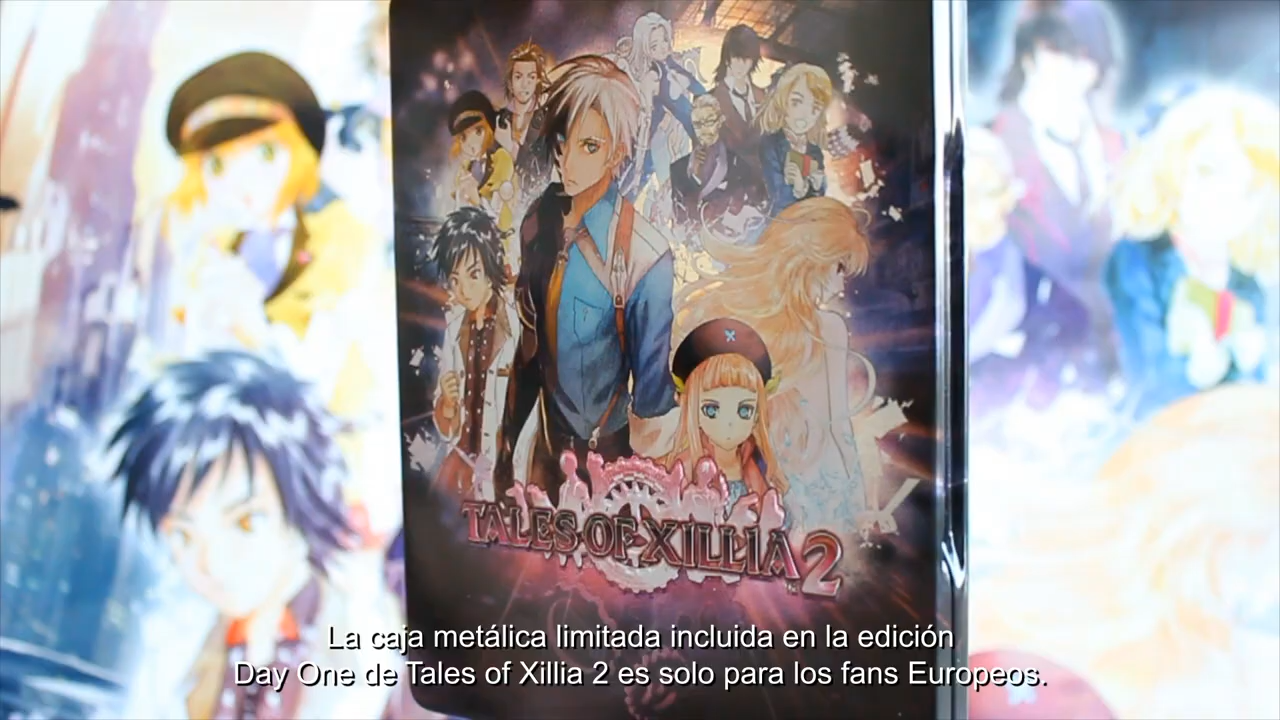 TALES OF XILLIA 2
La caja metálica limitada incluida en la edición
Day One de Tales of Xillia 2 es solo para los fans Europeos.